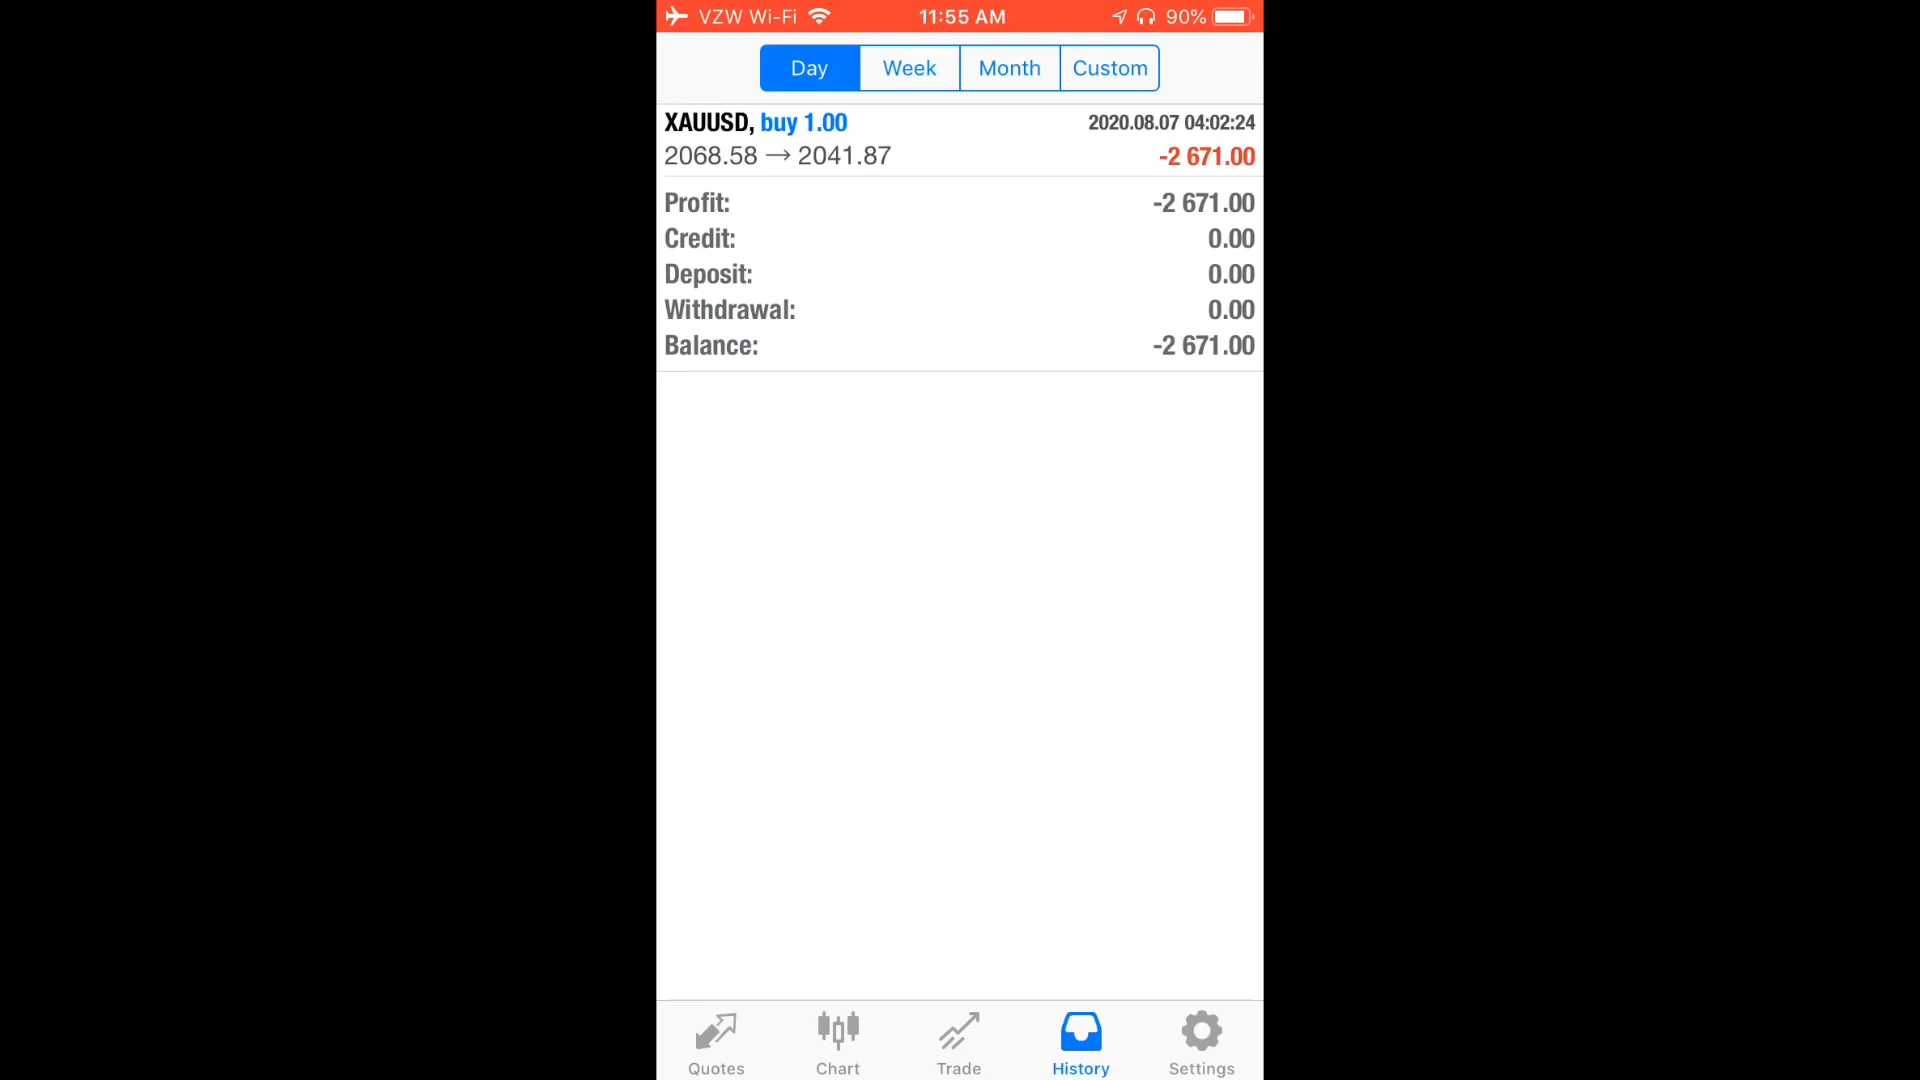 VZW Wi-Fi 11:55 AM 90%
Day Week Month Custom
XAUUSD, buy 1.00 2020.08.07 04:02:24
2068.58 → 2041.87 -2 671.00
Profit: -2 671.00
Credit: 0.00
Deposit: 0.00
Withdrawal: 0.00
Balance: -2 671.00
Quotes Chart Trade History Settings